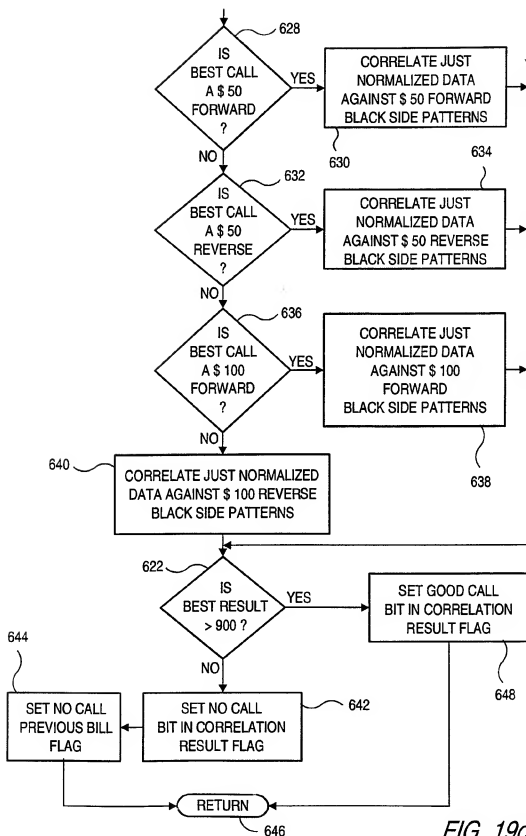 628
IS
BEST CALL
A $ 50
FORWARD
?
YES
CORRELATE JUST
NORMALIZED DATA
AGAINST $ 50 FORWARD
BLACK SIDE PATTERNS
630
NO
632
634
IS
BEST CALL
A $ 50
REVERSE
?
YES
CORRELATE JUST
NORMALIZED DATA
AGAINST $ 50 REVERSE
BLACK SIDE PATTERNS
NO
636
IS
BEST CALL
A $ 100
FORWARD
?
YES
CORRELATE JUST
NORMALIZED DATA
AGAINST $ 100
FORWARD
BLACK SIDE PATTERNS
638
NO
640
CORRELATE JUST NORMALIZED
DATA AGAINST $ 100 REVERSE
BLACK SIDE PATTERNS
622
IS
BEST RESULT
> 900 ?
YES
SET GOOD CALL
BIT IN CORRELATION
RESULT FLAG
648
NO
644
SET NO CALL
PREVIOUS BILL
FLAG
SET NO CALL
BIT IN CORRELATION
RESULT FLAG
642
RETURN
646
FIG. 19c